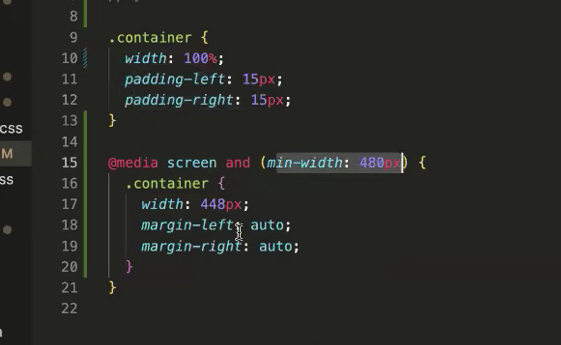 8
9 .container {
10 width: 100%;
11 padding-left: 15px;
12 padding-right: 15px;
13 }
14
15 @media screen and (min-width: 480px) {
16 .container {
17 width: 448px;
18 margin-left: auto;
19 margin-right: auto;
20 }
21 }
22
css
M
ss